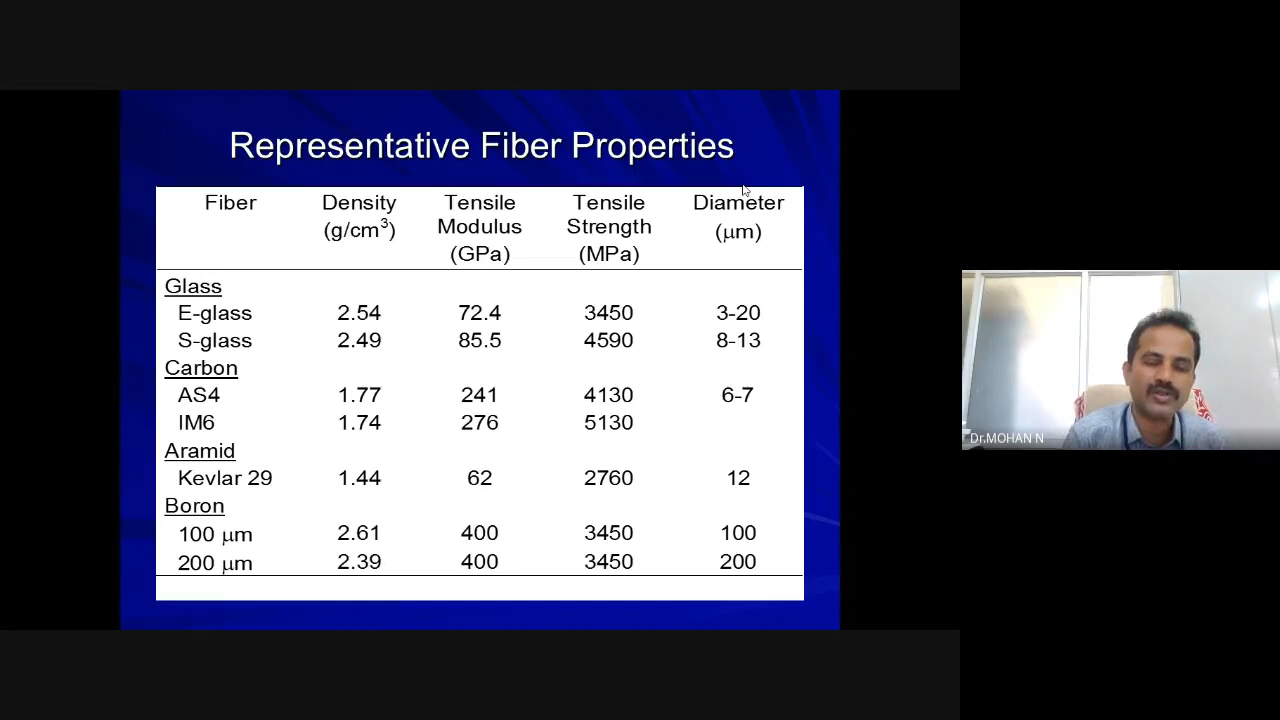 Representative Fiber Properties
Fiber Density Tensile Tensile Diameter
(g/cm³) Modulus Strength (μm)
(GPa) (MPa)
Glass
E-glass 2.54 72.4 3450 3-20
S-glass 2.49 85.5 4590 8-13
Carbon
AS4 1.77 241 4130 6-7
IM6 1.74 276 5130
Aramid
Kevlar 29 1.44 62 2760 12
Boron
100 μm 2.61 400 3450 100
200 μm 2.39 400 3450 200
Dr.MOHAN N